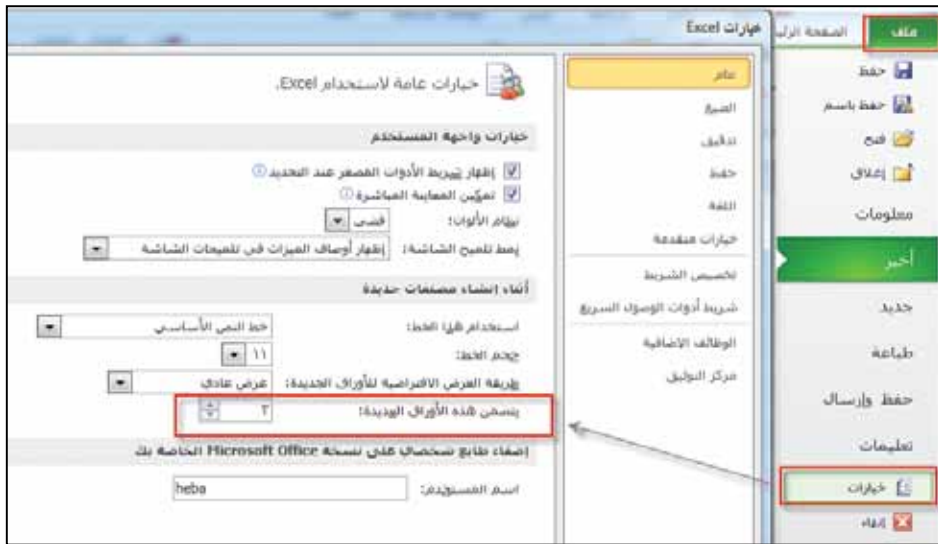 ملف
الصفحة
حفظ
حفظ باسم
فتح
إغلاق
معلومات
أخير
جديد
طباعة
حفظ وإرسال
تعليمات
خيارات
إنهاء
خيارات Excel
عام
الصيغ
تدقيق
حفظ
اللغة
خيارات متقدمة
تخصيص الشريط
شريط أدوات الوصول السريع
الوظائف الإضافية
مركز التوثيق
خيارات عامة لاستخدام Excel.
خيارات واجهة المستخدم
إظهار شريط الأدوات المصغر عند التحديد
تمكين المعاينة المباشرة
نظام الألوان: فضي
نمط تلميح الشاشة: إظهار أوصاف الميزات في تلميحات الشاشة
أثناء إنشاء مصنفات جديدة
استخدام هذا الخط: خط النص الأساسي
حجم الخط: ١١
طريقة العرض الافتراضية للأوراق الجديدة: عرض عادي
يتضمن هذه الأوراق العديدة: ٣
إضفاء طابع شخصي على نسخة Microsoft Office الخاصة بك
اسم المستخدم: heba